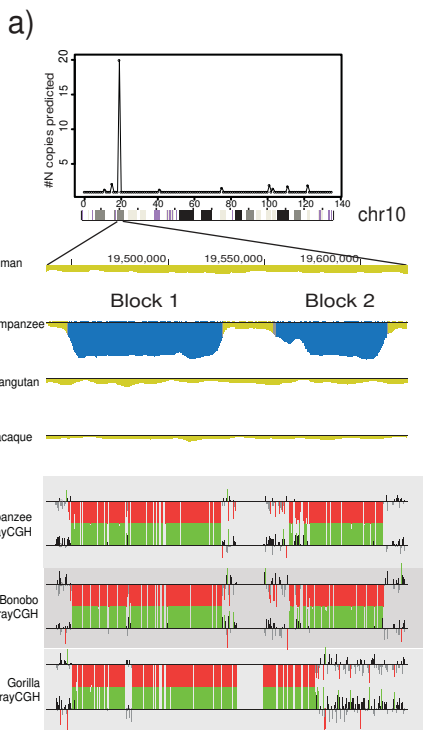 a)
#N copies predicted
20
15
10
5
0 20 40 60 80 100 120 140
chr10
man
19,500,000 19,550,000 19,600,000
Block 1 Block 2
mpanzee
angutan
acaque
panzee
rayCGH
Bonobo
rrayCGH
Gorilla
rayCGH